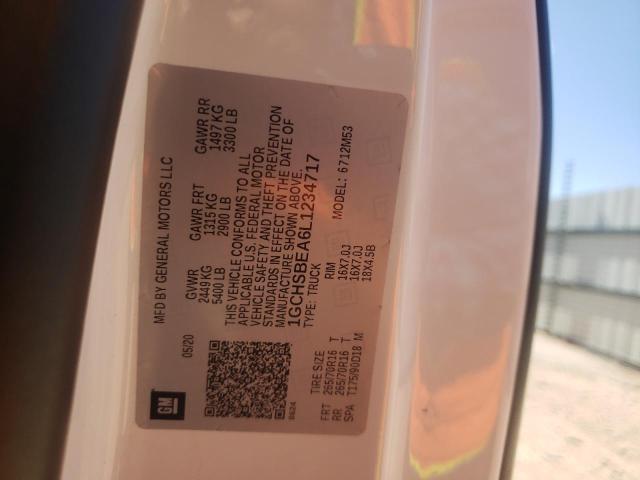 GM
05/20
MFD BY GENERAL MOTORS LLC
GVWR GAWR FRT GAWR RR
2449 KG 1315 KG 1497 KG
5400 LB 2900 LB 3300 LB
THIS VEHICLE CONFORMS TO ALL
APPLICABLE U.S. FEDERAL MOTOR
VEHICLE SAFETY AND THEFT PREVENTION
STANDARDS IN EFFECT ON THE DATE OF
MANUFACTURE SHOWN ABOVE.
1GCHSBEA6L1234717
TYPE: TRUCK MODEL: 6712M53
TIRE SIZE RIM
FRT 265/70R16 T 16X7.0J
RR 265/70R16 T 16X7.0J
SPA T175/90D18 M 18X4.5B